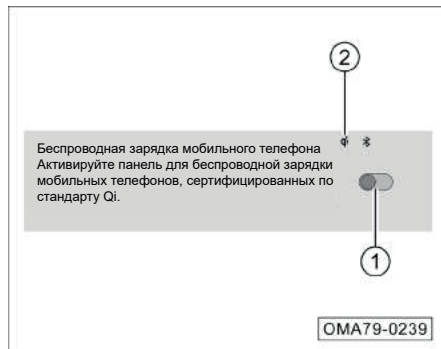 2
Беспроводная зарядка мобильного телефона
Активируйте панель для беспроводной зарядки
мобильных телефонов, сертифицированных по
стандарту Qi.
1
OMA79-0239